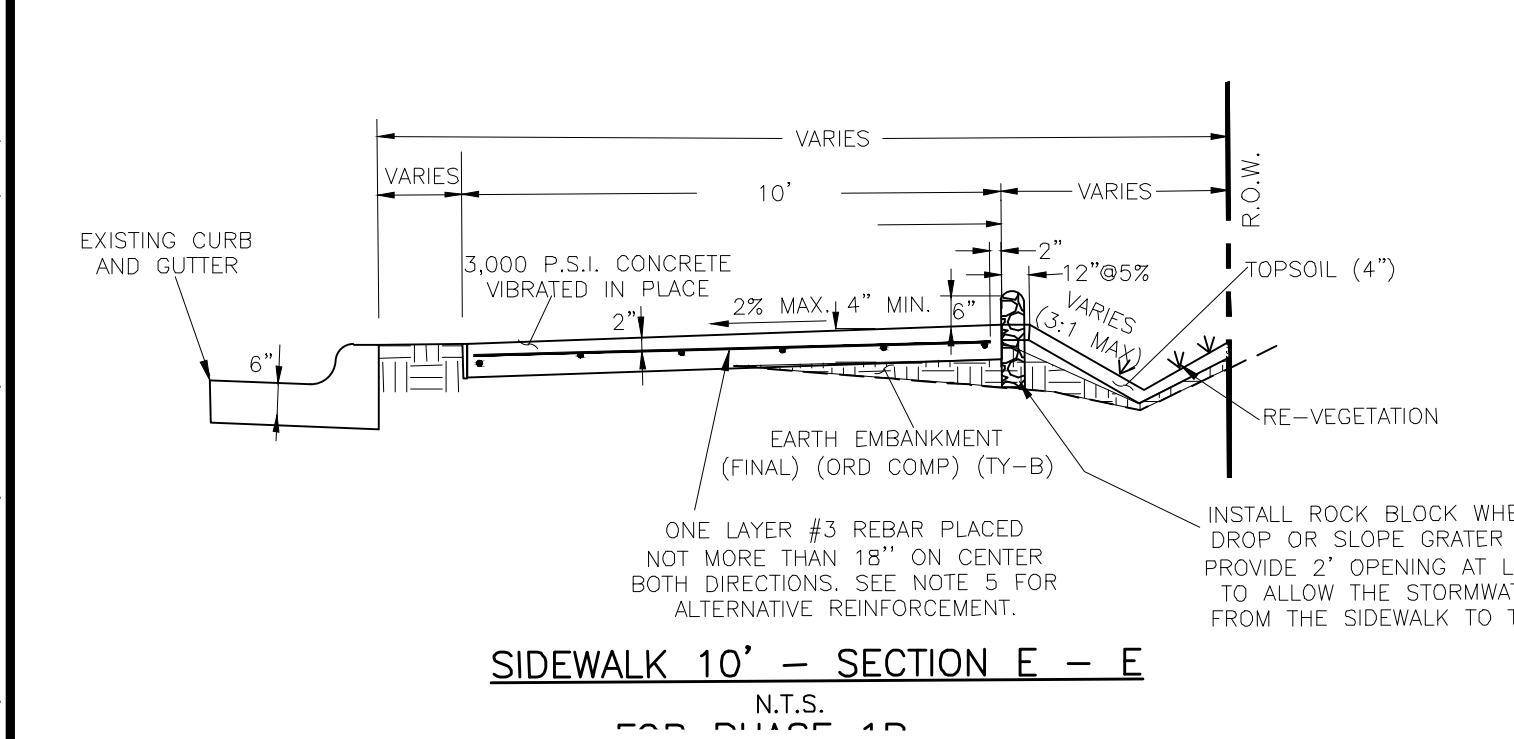 VARIES
VARIES
10'
VARIES
R.O.W.
EXISTING CURB
AND GUTTER
3,000 P.S.I. CONCRETE
VIBRATED IN PLACE
2"
12"@5%
TOPSOIL (4")
2% MAX.
4" MIN.
6"
VARIES
(3:1 MAX)
2"
6"
RE-VEGETATION
EARTH EMBANKMENT
(FINAL) (ORD COMP) (TY-B)
ONE LAYER #3 REBAR PLACED
NOT MORE THAN 18'' ON CENTER
BOTH DIRECTIONS. SEE NOTE 5 FOR
ALTERNATIVE REINFORCEMENT.
INSTALL ROCK BLOCK
DROP OR SLOPE GRATER
PROVIDE 2' OPENING AT
TO ALLOW THE
FROM THE SIDEWALK TO
SIDEWALK 10' - SECTION E - E
N.T.S.
FOR PHASE